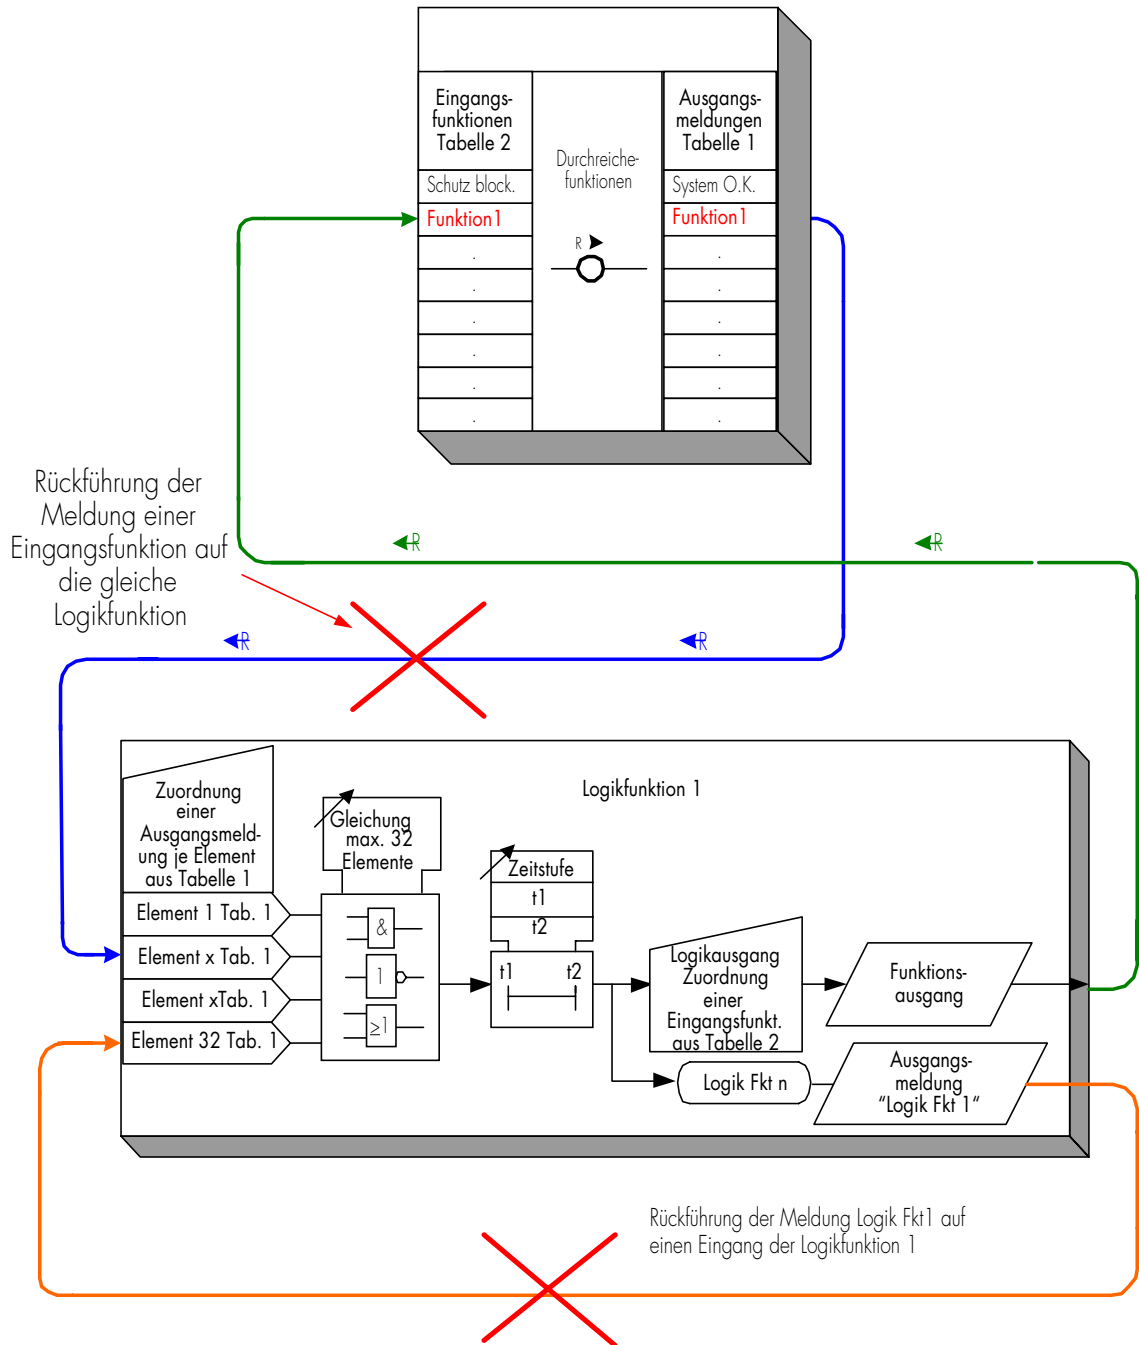 Eingangs-
funktionen
Tabelle 2
Durchreiche-
funktionen
Ausgangs-
meldungen
Tabelle 1
Schutz block.
System O.K.
Funktion1
Funktion1
R
.
.
.
.
.
.
.
.
.
.
.
.
Rückführung der
Meldung einer
Eingangsfunktion auf
die gleiche
Logikfunktion
R
R
R
R
Logikfunktion 1
Zuordnung
einer
Ausgangsmeld-
ung je Element
aus Tabelle 1
Gleichung
max. 32
Elemente
Zeitstufe
t1
t2
Element 1 Tab. 1
Element x Tab. 1
Element xTab. 1
Element 32 Tab. 1
&
1
≥1
t1
t2
Logikausgang
Zuordnung
einer
Eingangsfunkt.
aus Tabelle 2
Funktions-
ausgang
Logik Fkt n
Ausgangs-
meldung
"Logik Fkt 1"
Rückführung der Meldung Logik Fkt1 auf
einen Eingang der Logikfunktion 1